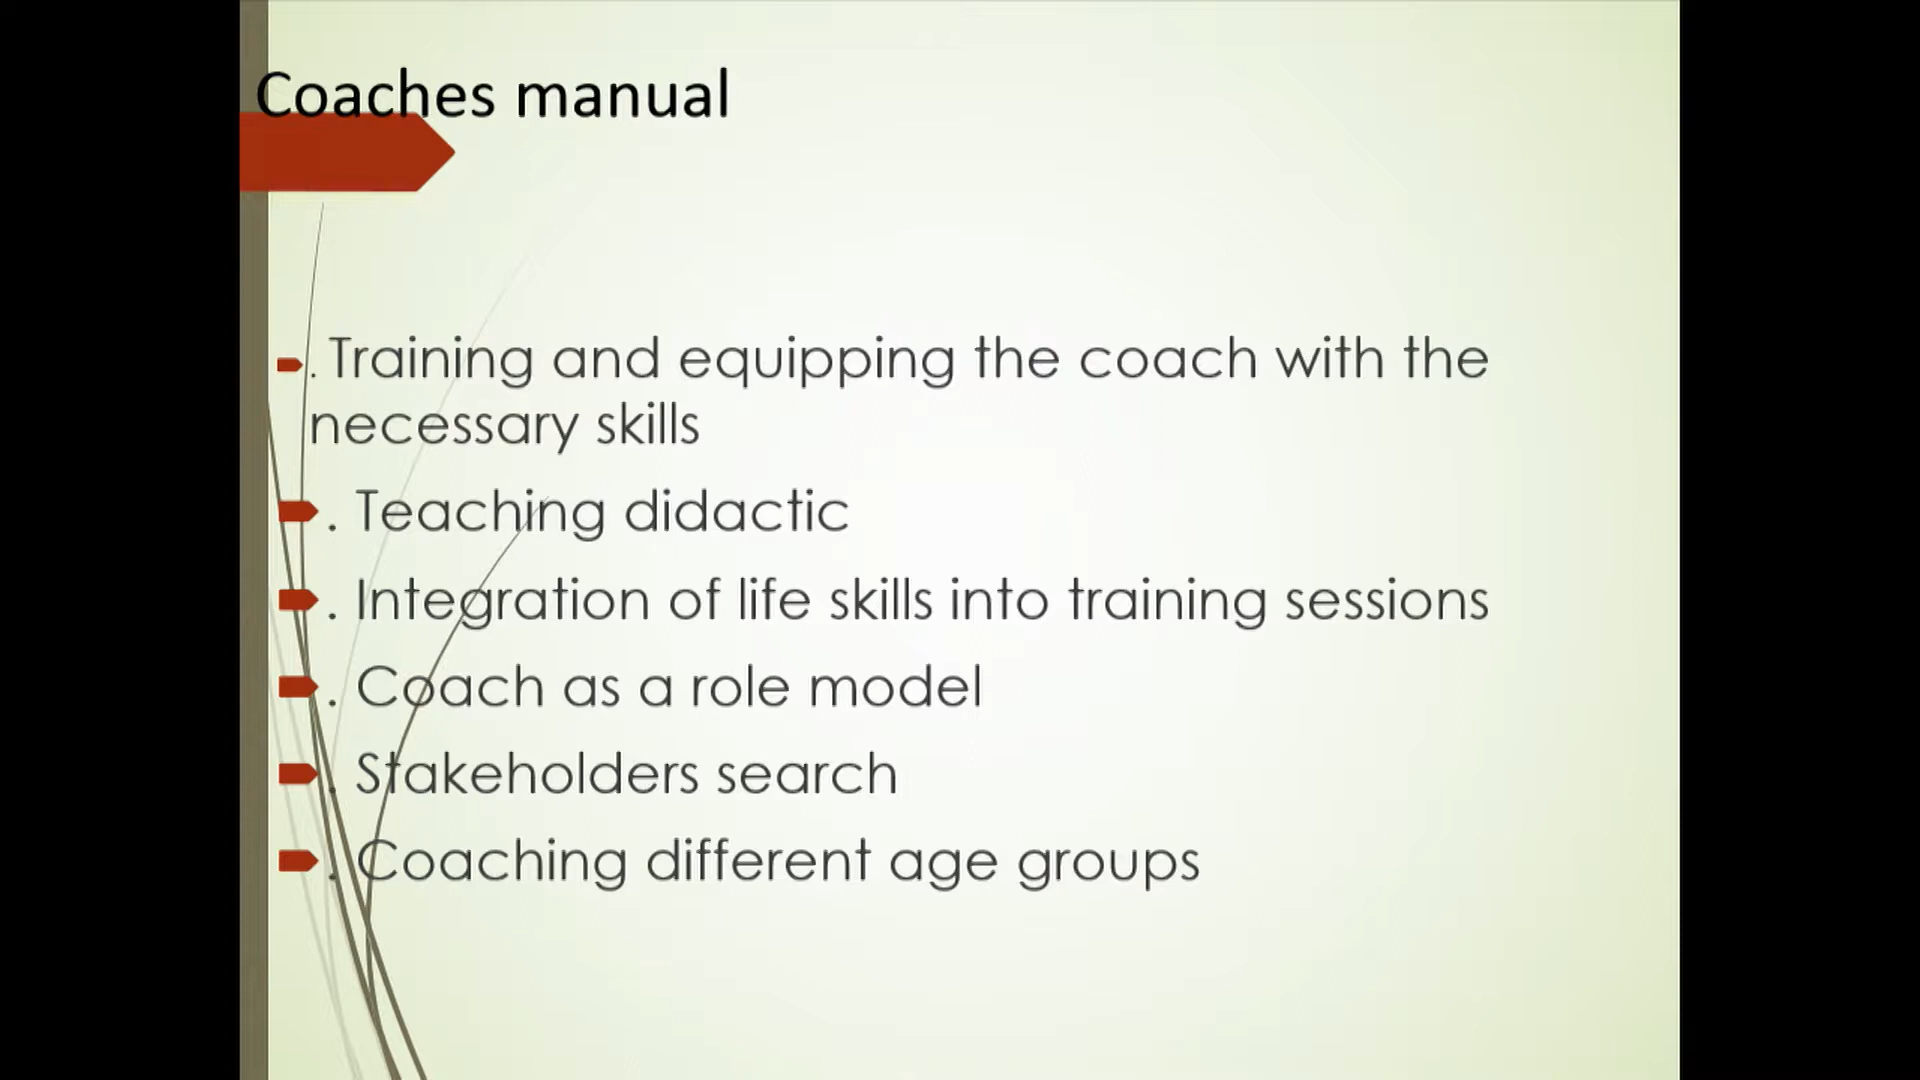 Coaches manual
. Training and equipping the coach with the
necessary skills
. Teaching didactic
. Integration of life skills into training sessions
. Coach as a role model
. Stakeholders search
. Coaching different age groups